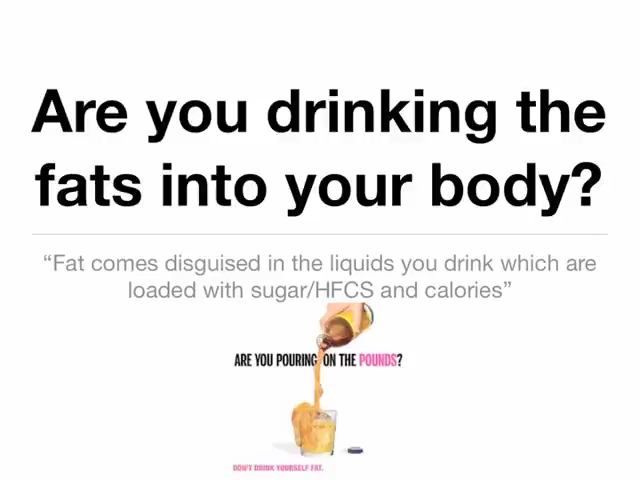 Are you drinking the
fats into your body?
“Fat comes disguised in the liquids you drink which are
loaded with sugar/HFCS and calories”
ARE YOU POURING ON THE POUNDS?
DON'T DRINK YOURSELF FAT.